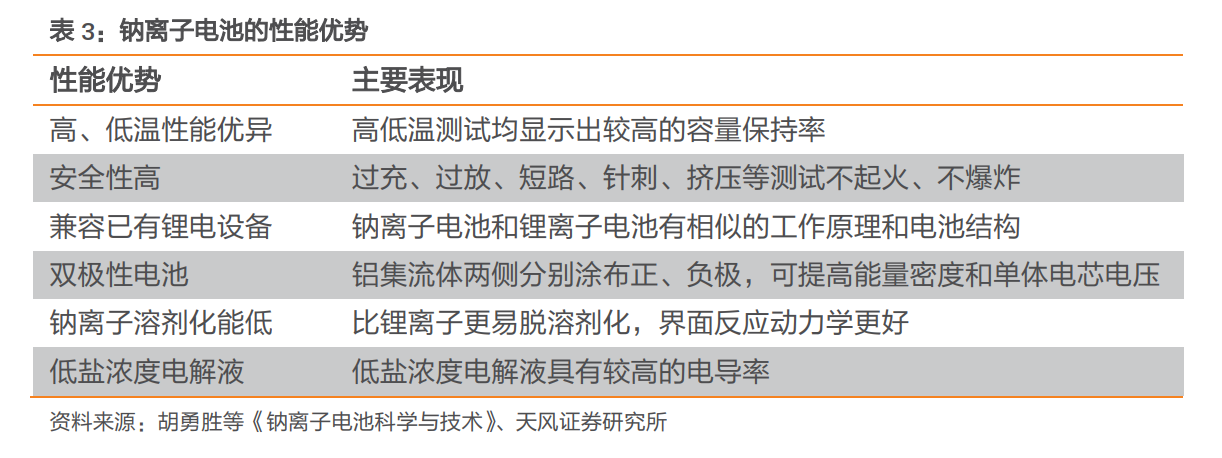 表 3：钠离子电池的性能优势
性能优势 主要表现
高、低温性能优异 高低温测试均显示出较高的容量保持率
安全性高 过充、过放、短路、针刺、挤压等测试不起火、不爆炸
兼容已有锂电设备 钠离子电池和锂离子电池有相似的工作原理和电池结构
双极性电池 铝集流体两侧分别涂布正、负极，可提高能量密度和单体电芯电压
钠离子溶剂化能低 比锂离子更易脱溶剂化，界面反应动力学更好
低盐浓度电解液 低盐浓度电解液具有较高的电导率
资料来源：胡勇胜等《钠离子电池科学与技术》、天风证券研究所